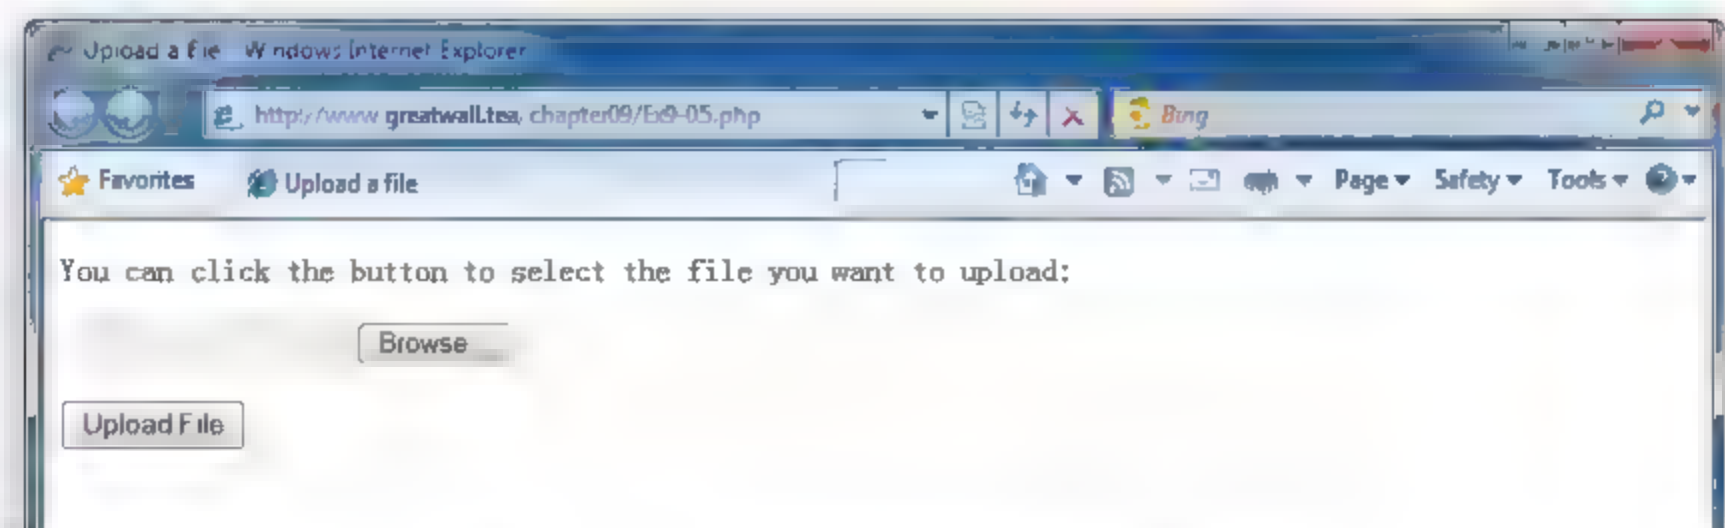 Upload a file Windows Internet Explorer
http://www.greatwall.tea/chapter09/Ex9-05.php
Bing
Favorites Upload a file Page Safety Tools
You can click the button to select the file you want to upload:
Browse
Upload File